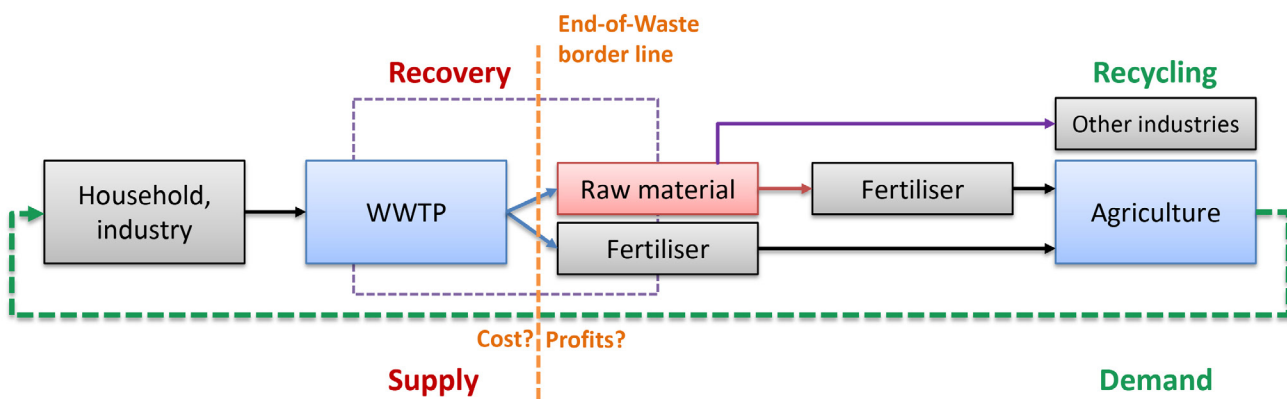 End-of-Waste
border line
Recovery
Recycling
Other industries
Household,
industry
WWTP
Raw material
Fertiliser
Agriculture
Fertiliser
Cost?
Profits?
Supply
Demand